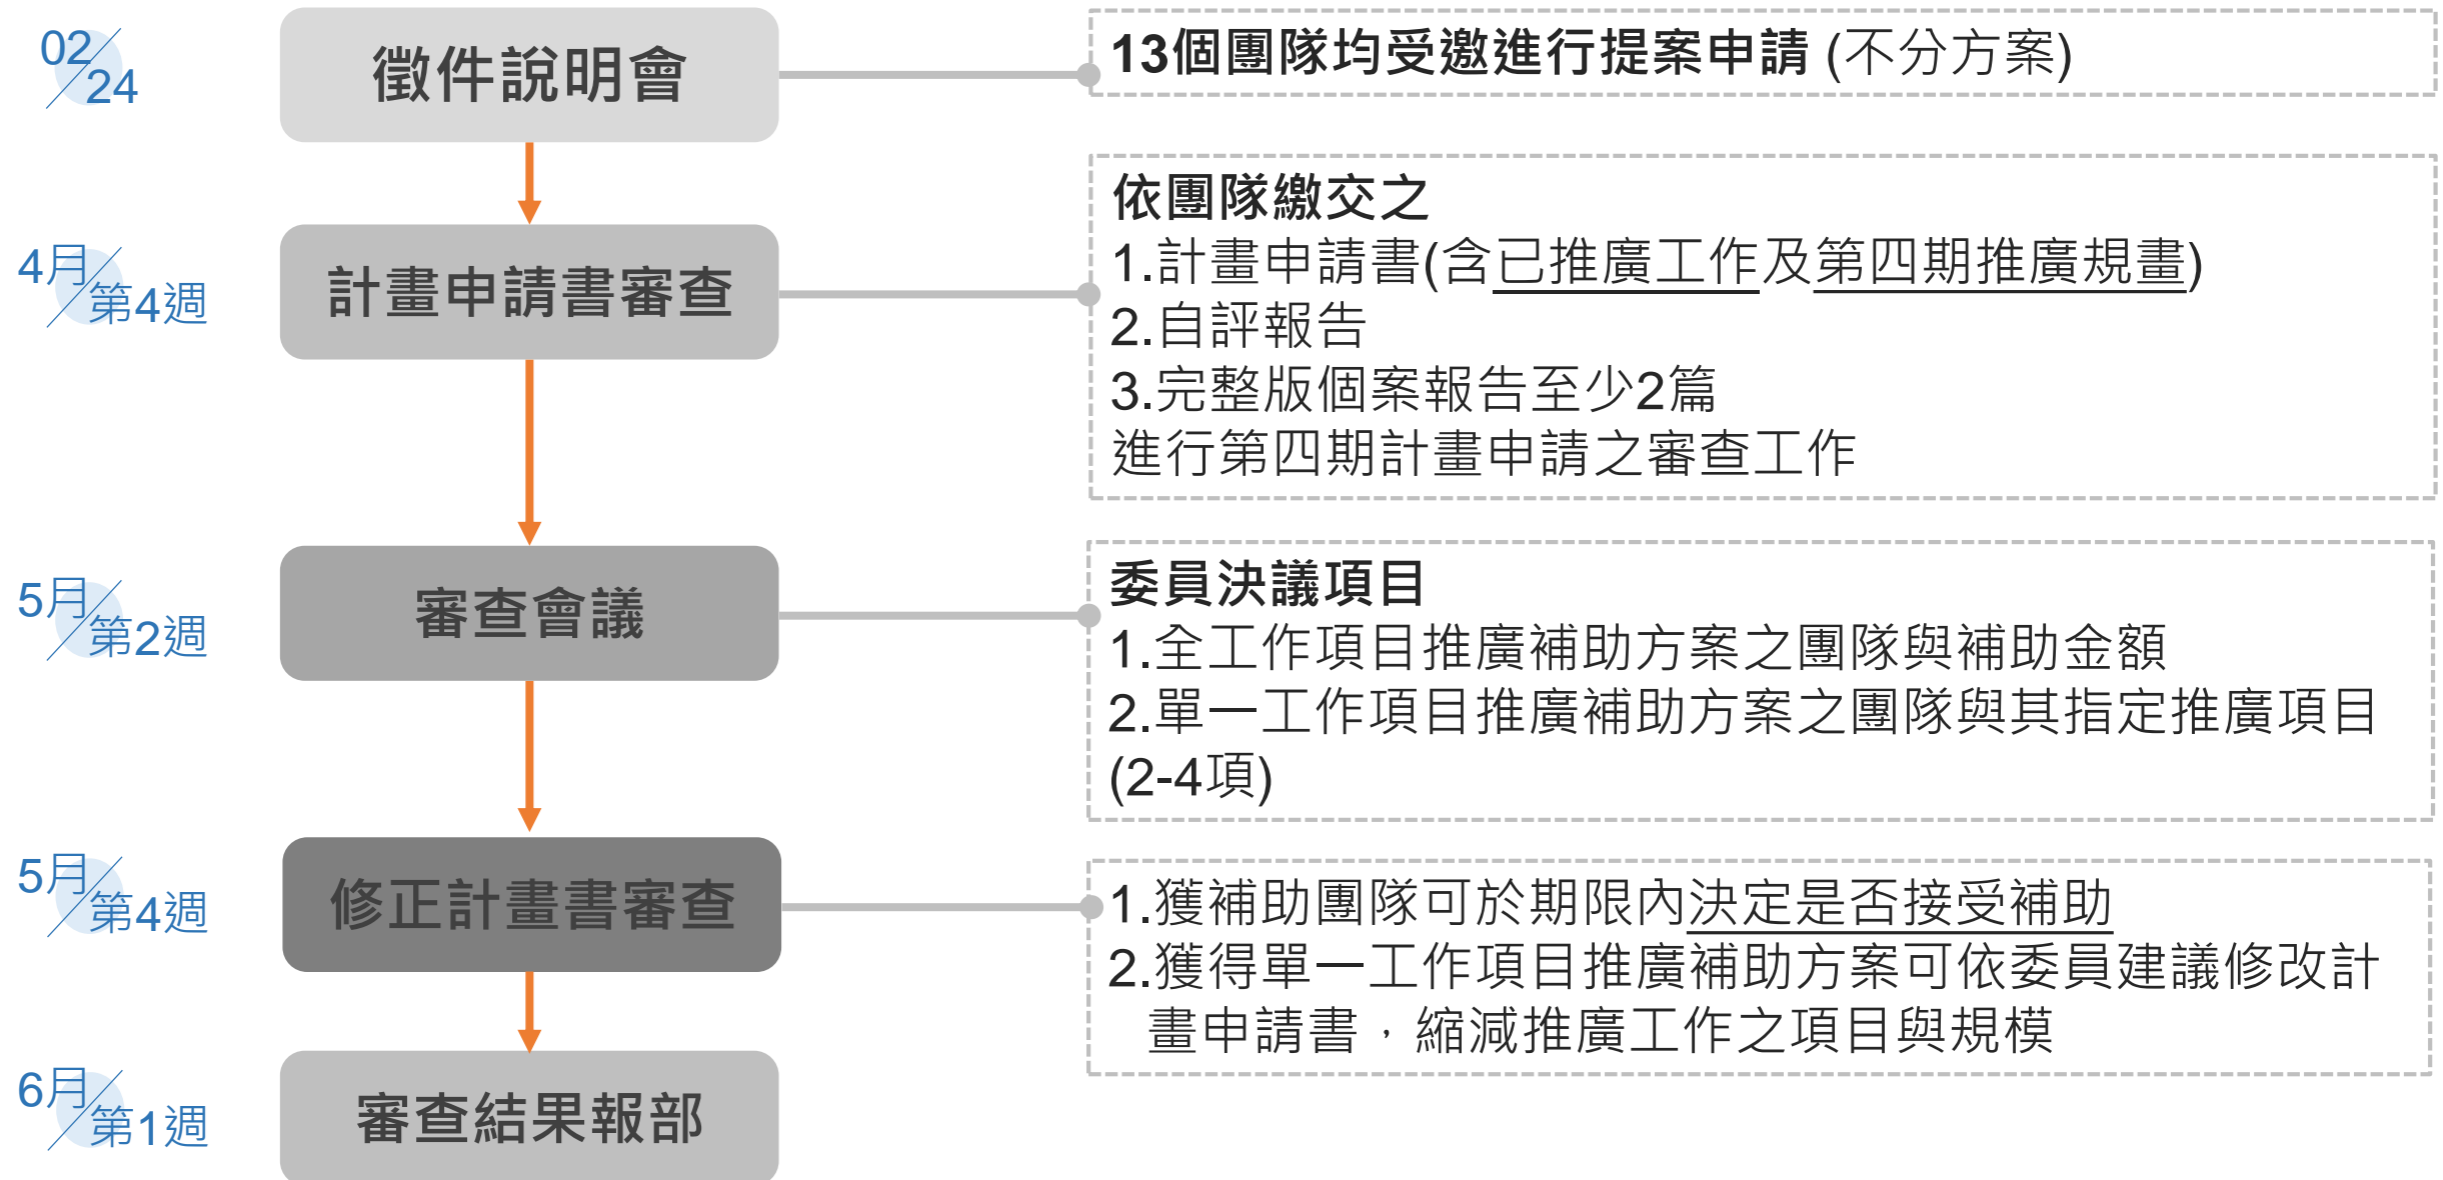 02
24
徵件說明會
13個團隊均受邀進行提案申請 (不分方案)
4月
第4週
計畫申請書審查
依團隊繳交之
1.計畫申請書(含已推廣工作及第四期推廣規畫)
2.自評報告
3.完整版個案報告至少2篇
進行第四期計畫申請之審查工作
5月
第2週
審查會議
委員決議項目
1.全工作項目推廣補助方案之團隊與補助金額
2.單一工作項目推廣補助方案之團隊與其指定推廣項目
(2-4項)
5月
第4週
修正計畫書審查
1.獲補助團隊可於期限內決定是否接受補助
2.獲得單一工作項目推廣補助方案可依委員建議修改計
畫申請書，縮減推廣工作之項目與規模
6月
第1週
審查結果報部